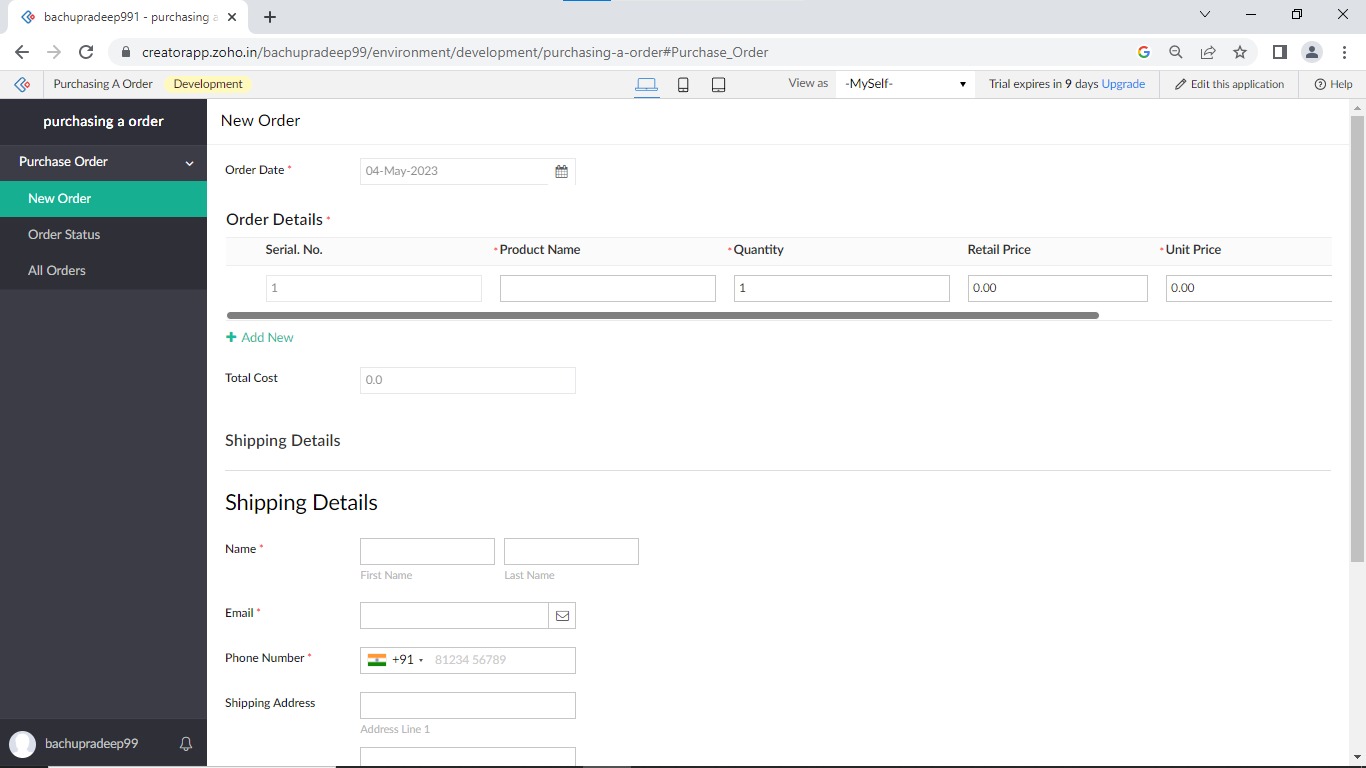 bachupradeep991 - purchasing a
creatorapp.zoho.in/bachupradeep99/environment/development/purchasing-a-order#Purchase_Order
Purchasing A Order Development View as -MySelf- Trial expires in 9 days Upgrade Edit this application Help
purchasing a order
Purchase Order
New Order
Order Status
All Orders
bachupradeep99
New Order
Order Date * 04-May-2023
Order Details *
Serial. No. * Product Name * Quantity Retail Price * Unit Price
1 1 0.00 0.00
+ Add New
Total Cost 0.0
Shipping Details
Shipping Details
Name *
First Name Last Name
Email *
Phone Number * +91 81234 56789
Shipping Address
Address Line 1